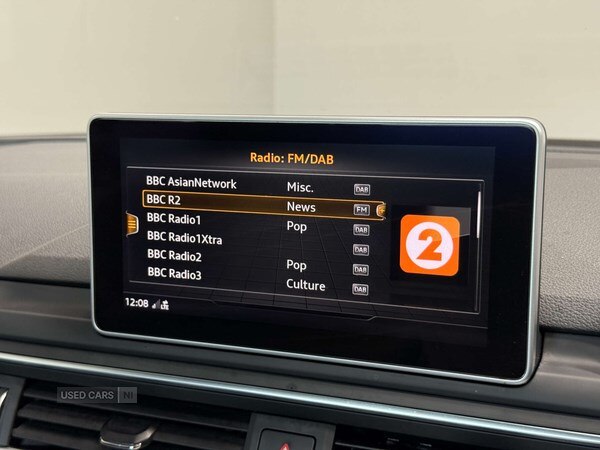 Radio: FM/DAB
BBC AsianNetwork Misc. DAB
BBC R2 News FM
BBC Radio1 Pop DAB
BBC Radio1Xtra DAB
BBC Radio2 Pop DAB
BBC Radio3 Culture DAB
2
12:08 LTE
USED CARS NI